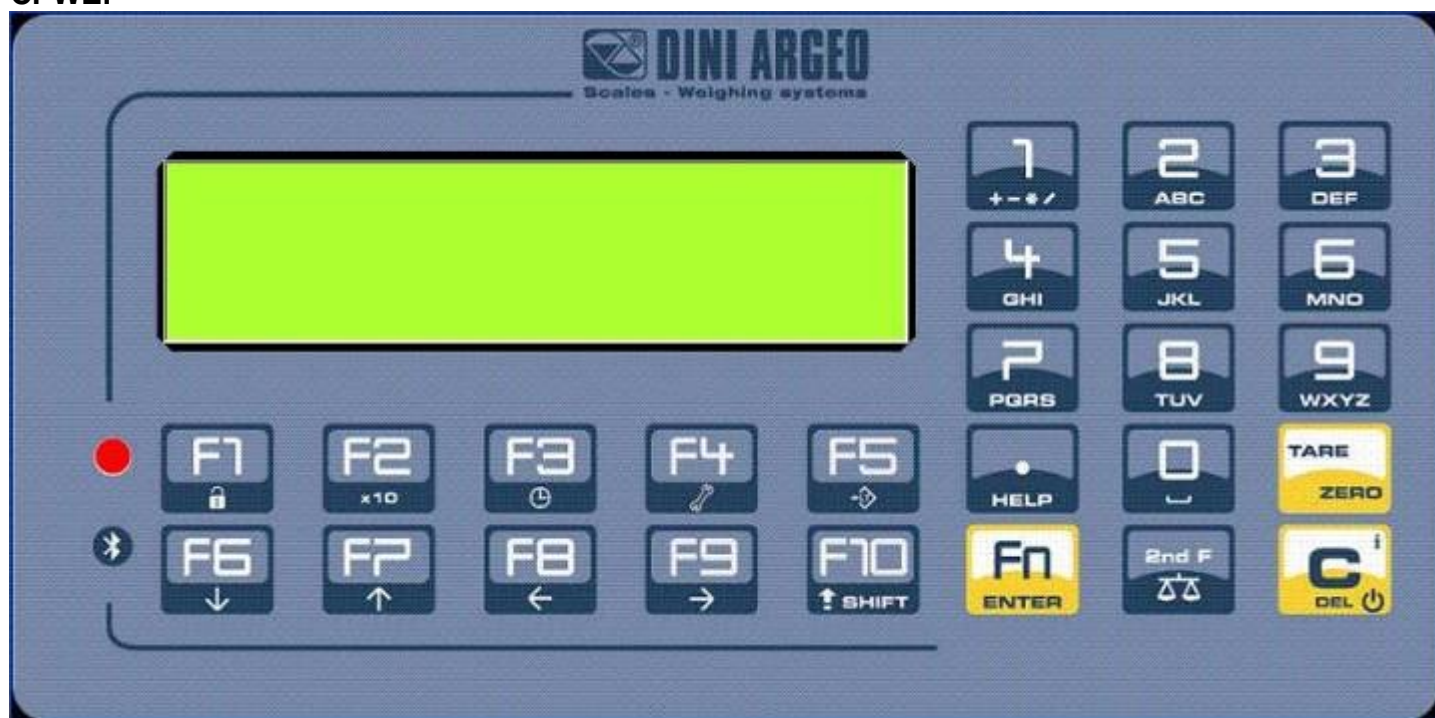 DINI ARGEO
Scales - Weighing systems
1 2 3
+ - * / ABC DEF
4 5 6
GHI JKL MNO
7 8 9
PQRS TUV WXYZ
F1 F2 F3 F4 F5 . 0 TARE
x10 HELP ZERO
F6 F7 F8 F9 F10 Fn 2nd F C i
SHIFT ENTER DEL